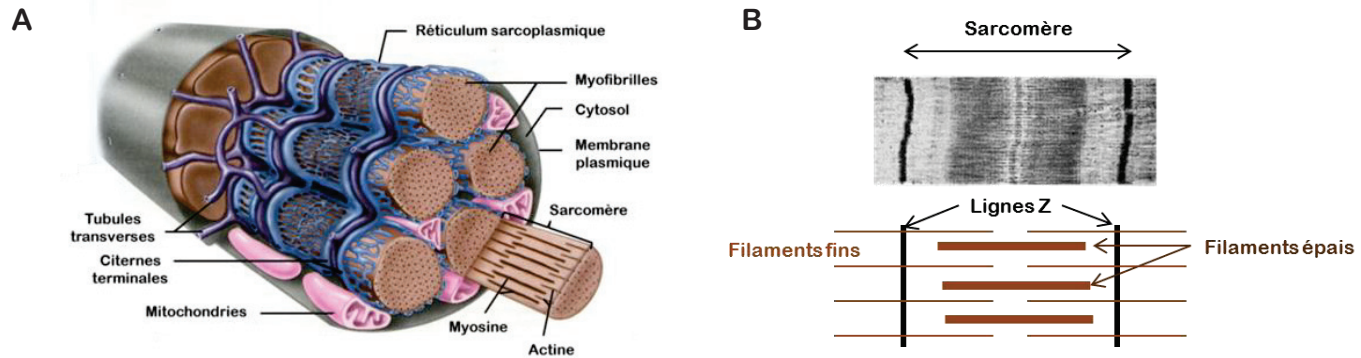 A
Réticulum sarcoplasmique
Myofibrilles
Cytosol
Membrane
plasmique
Sarcomère
Tubules
transverses
Citernes
terminales
Mitochondries
Myosine
Actine
B
Sarcomère
Lignes Z
Filaments fins
Filaments épais